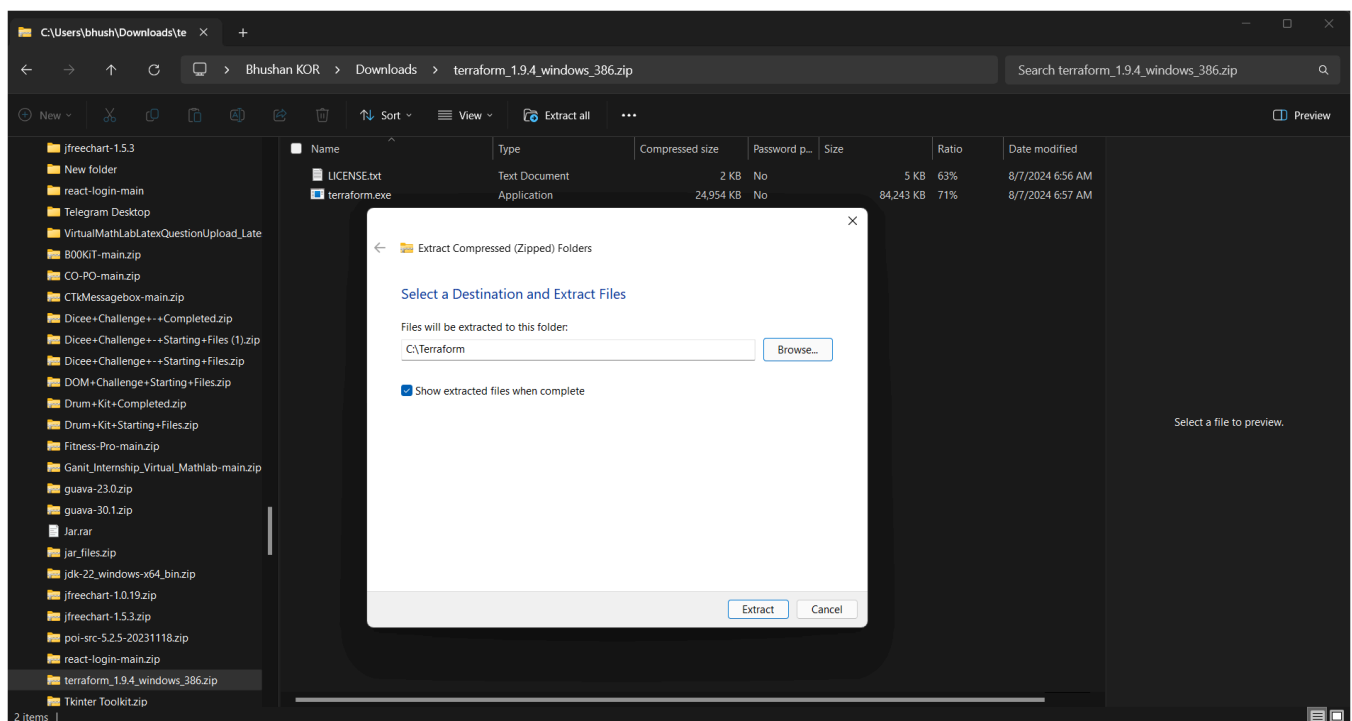 C:\Users\bhush\Downloads\te
Bhushan KOR > Downloads > terraform_1.9.4_windows_386.zip
Search terraform_1.9.4_windows_386.zip
New
Sort
View
Extract all
Preview
jfreechart-1.5.3
New folder
react-login-main
Telegram Desktop
VirtualMathLabLatexQuestionUpload_Late
B00KiT-main.zip
CO-PO-main.zip
CTkMessagebox-main.zip
Dicee+Challenge+-+Completed.zip
Dicee+Challenge+-+Starting+Files (1).zip
Dicee+Challenge+-+Starting+Files.zip
DOM+Challenge+Starting+Files.zip
Drum+Kit+Completed.zip
Drum+Kit+Starting+Files.zip
Fitness-Pro-main.zip
Ganit_Internship_Virtual_Mathlab-main.zip
guava-23.0.zip
guava-30.1.zip
Jar.rar
jar_files.zip
jdk-22_windows-x64_bin.zip
jfreechart-1.0.19.zip
jfreechart-1.5.3.zip
poi-src-5.2.5-20231118.zip
react-login-main.zip
terraform_1.9.4_windows_386.zip
Tkinter Toolkit.zip
2 items
Name Type Compressed size Password p... Size Ratio Date modified
LICENSE.txt Text Document 2 KB No 5 KB 63% 8/7/2024 6:56 AM
terraform.exe Application 24,954 KB No 84,243 KB 71% 8/7/2024 6:57 AM
Extract Compressed (Zipped) Folders
Select a Destination and Extract Files
Files will be extracted to this folder:
C:\Terraform
Browse...
Show extracted files when complete
Extract
Cancel
Select a file to preview.